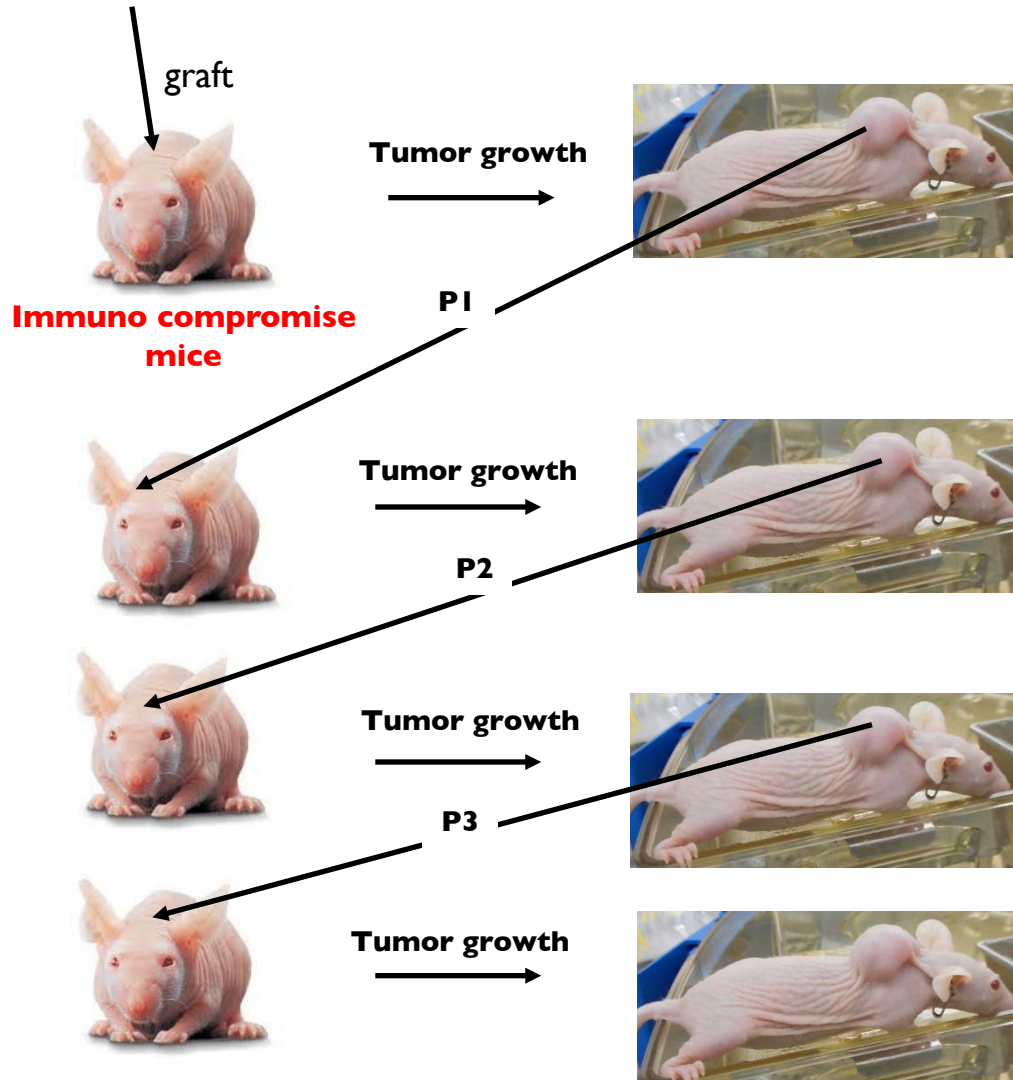 graft
Tumor growth
P1
Immuno compromise
mice
Tumor growth
P2
Tumor growth
P3
Tumor growth